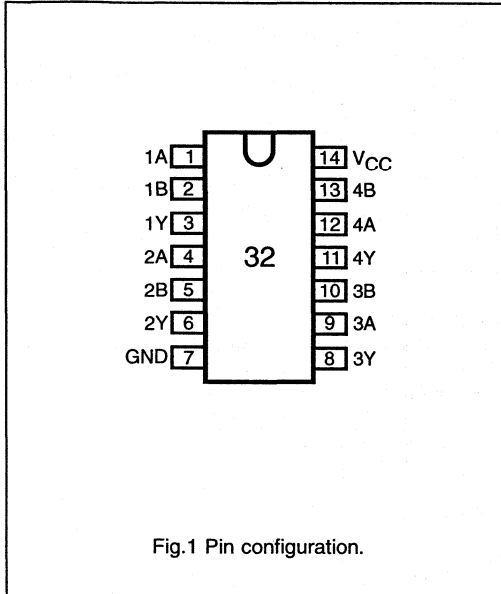 1A 1 14 VCC
1B 2 13 4B
1Y 3 12 4A
2A 4 32 11 4Y
2B 5 10 3B
2Y 6 9 3A
GND 7 8 3Y
Fig.1 Pin configuration.